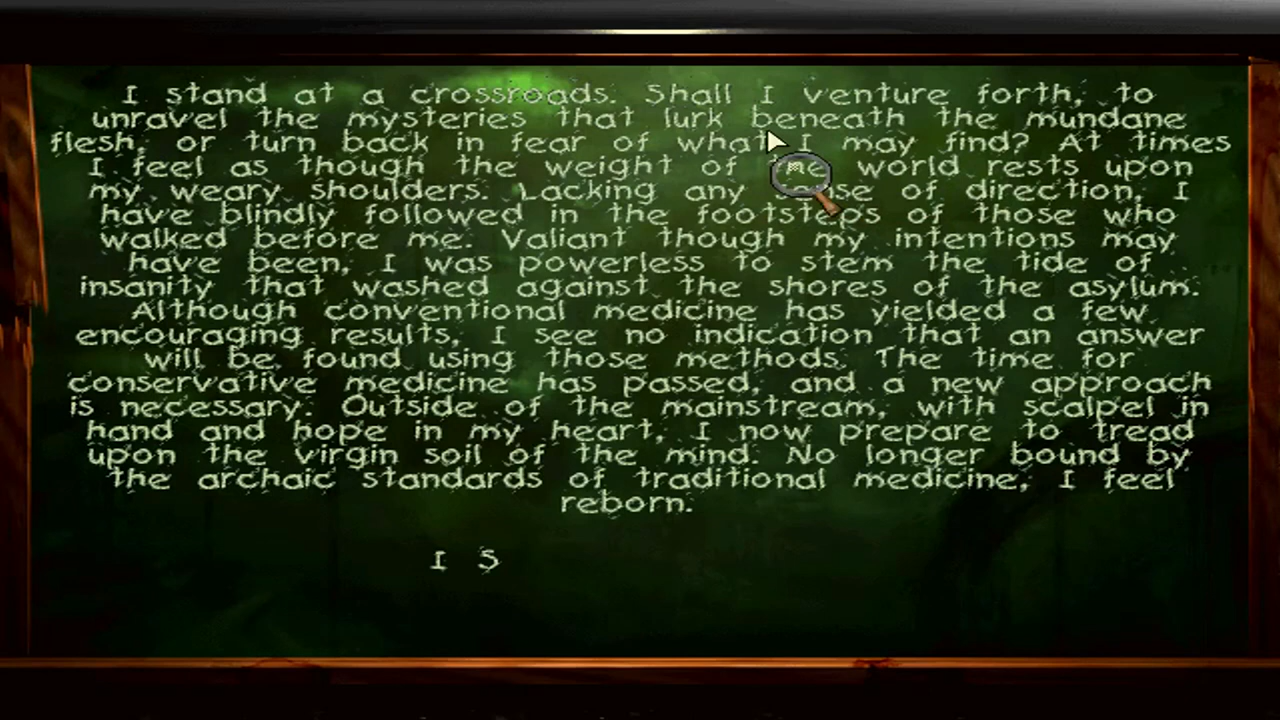 I stand at a crossroads. Shall I venture forth, to
unravel the mysteries that lurk beneath the mundane
flesh, or turn back in fear of what I may find? At times
I feel as though the weight of the world rests upon
my weary shoulders. Lacking any sense of direction, I
have blindly followed in the footsteps of those who
walked before me. Valiant though my intentions may
have been, I was powerless to stem the tide of
insanity that washed against the shores of the asylum.
Although conventional medicine has yielded a few
encouraging results, I see no indication that an answer
will be found using those methods. The time for
conservative medicine has passed, and a new approach
is necessary. Outside of the mainstream, with scalpel in
hand and hope in my heart, I now prepare to tread
upon the virgin soil of the mind. No longer bound by
the archaic standards of traditional medicine, I feel
reborn.
I S